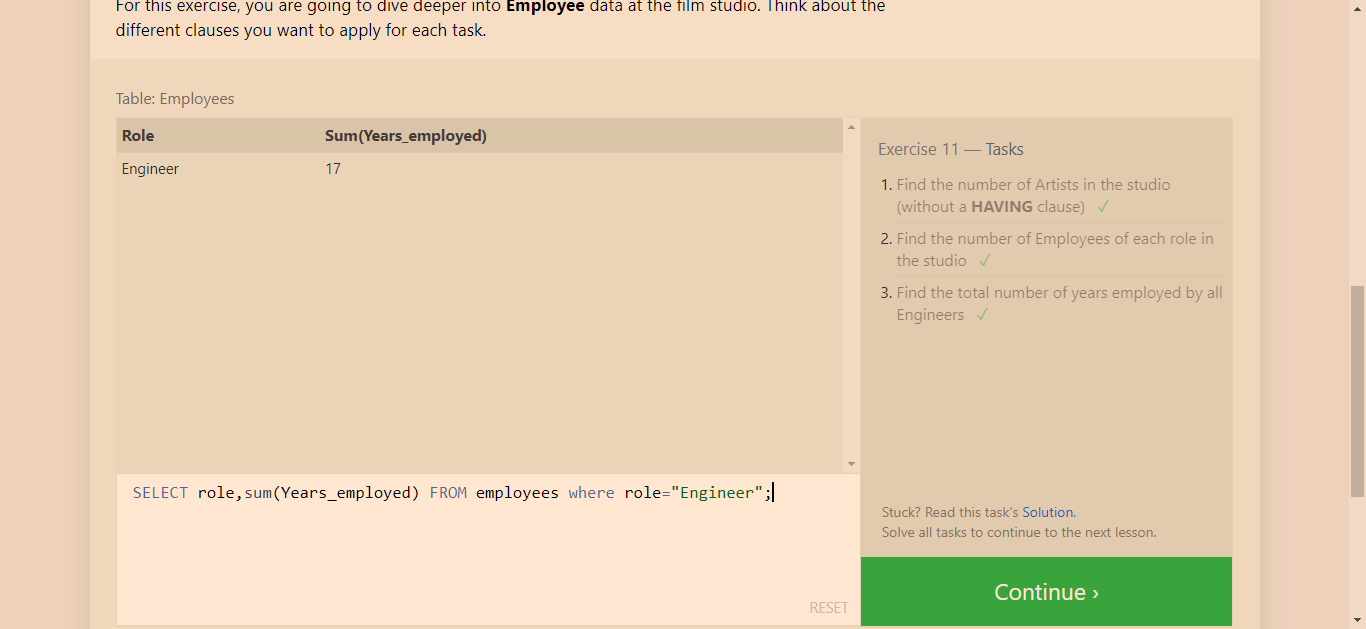 For this exercise, you are going to dive deeper into Employee data at the film studio. Think about the
different clauses you want to apply for each task.
Table: Employees
Role Sum(Years_employed)
Engineer 17
SELECT role,sum(Years_employed) FROM employees where role="Engineer";
RESET
Exercise 11 — Tasks
1. Find the number of Artists in the studio
(without a HAVING clause) ✓
2. Find the number of Employees of each role in
the studio ✓
3. Find the total number of years employed by all
Engineers ✓
Stuck? Read this task's Solution.
Solve all tasks to continue to the next lesson.
Continue ›